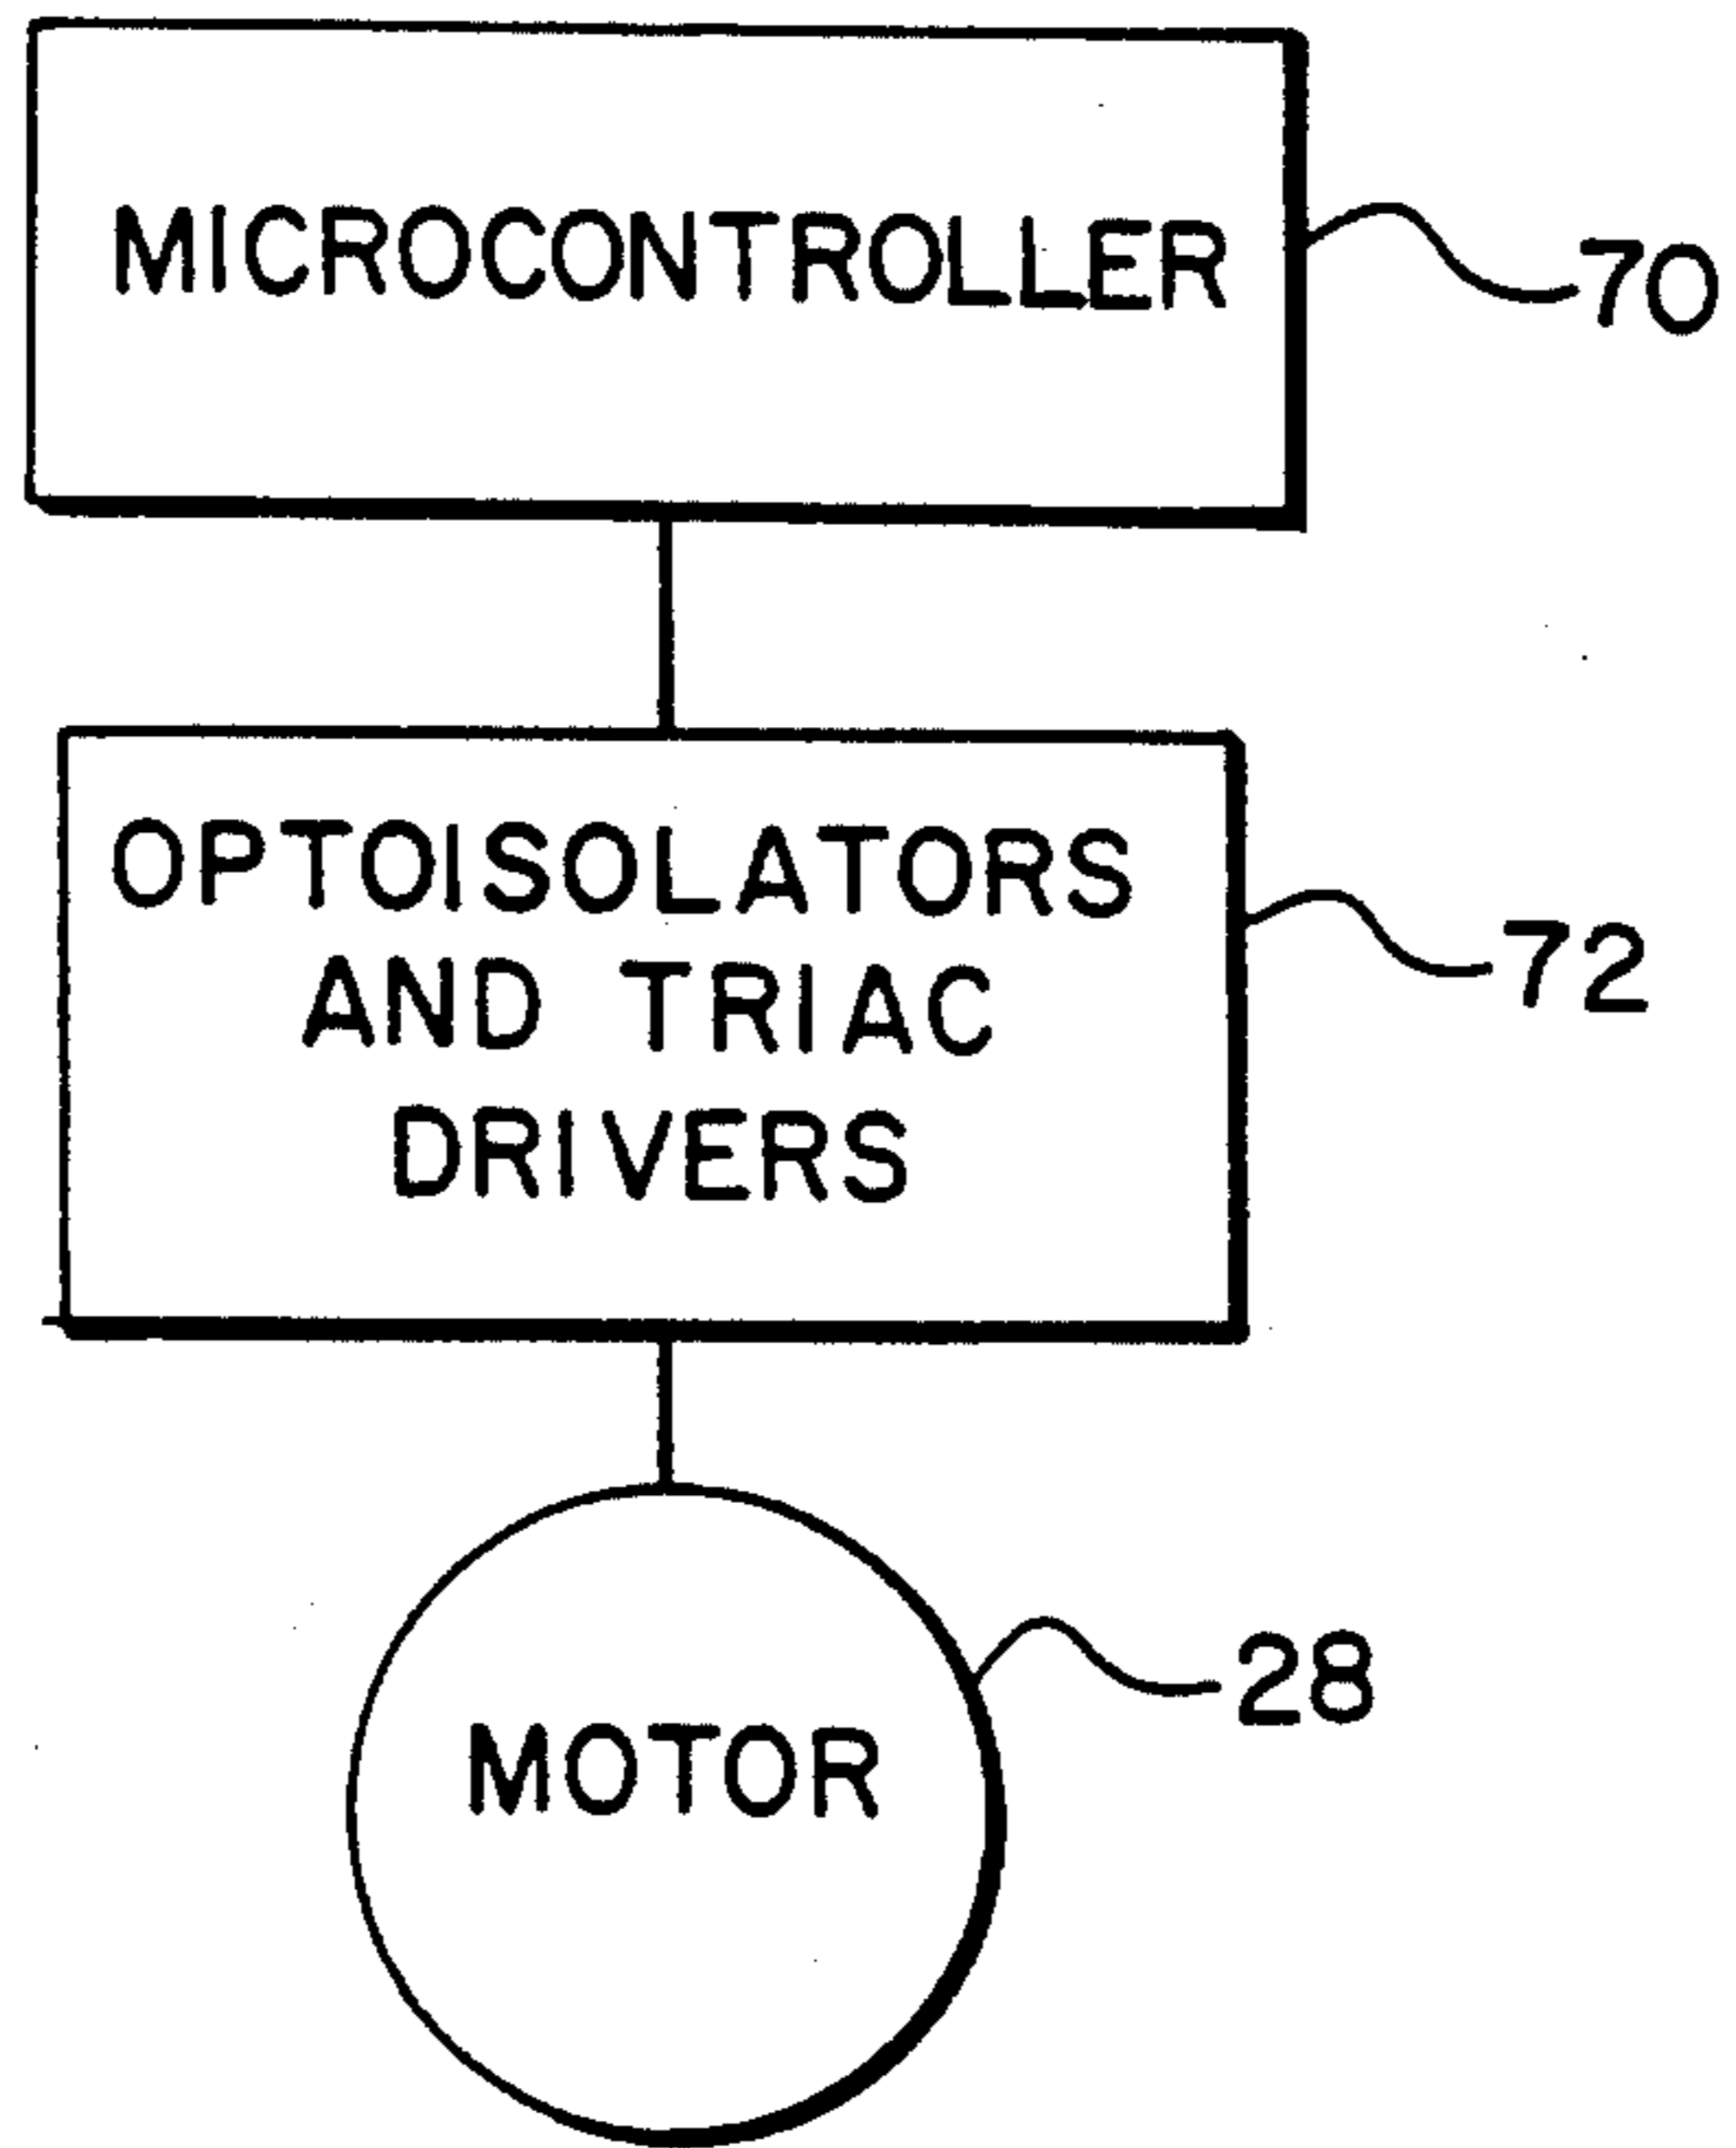 MICROCONTROLLER
70
OPTOISOLATORS
72
AND TRIAC
DRIVERS
28
MOTOR